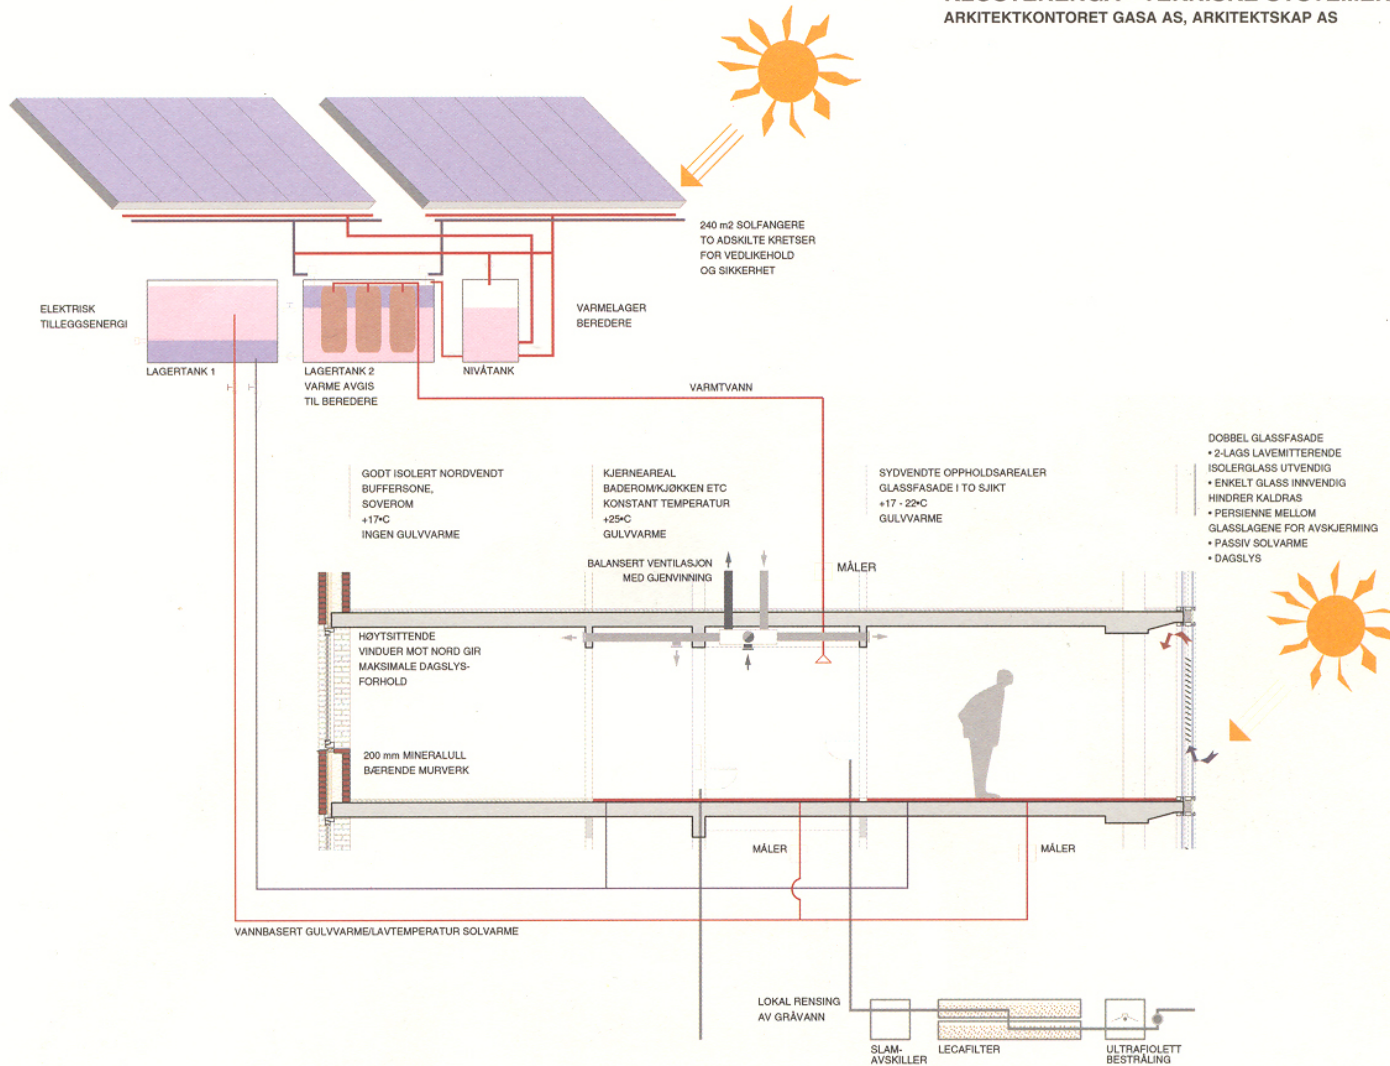 ARKITEKTKONTORET GASA AS, ARKITEKTSKAP AS
240 m2 SOLFANGERE
TO ADSKILTE KRETSER
FOR VEDLIKEHOLD
OG SIKKERHET
ELEKTRISK
TILLEGGSENERGI
VARMELAGER
BEREDERE
LAGERTANK 1
LAGERTANK 2
VARME AVGIS
TIL BEREDERE
NIVÅTANK
VARMTVANN
GODT ISOLERT NORDVENDT
BUFFERSONE,
SOVEROM
+17•C
INGEN GULVVARME
KJERNEAREAL
BADEROM/KJØKKEN ETC
KONSTANT TEMPERATUR
+25•C
GULVVARME
SYDVENDTE OPPHOLDSAREALER
GLASSFASADE I TO SJIKT
+17 - 22•C
GULVVARME
DOBBEL GLASSFASADE
• 2-LAGS LAVEMITTERENDE
ISOLERGLASS UTVENDIG
• ENKELT GLASS INNVENDIG
HINDRER KALDRAS
• PERSIENNE MELLOM
GLASSLAGENE FOR AVSKJERMING
• PASSIV SOLVARME
• DAGSLYS
BALANSERT VENTILASJON
MED GJENVINNING
MÅLER
HØYTSITTENDE
VINDUER MOT NORD GIR
MAKSIMALE DAGSLYS-
FORHOLD
200 mm MINERALULL
BÆRENDE MURVERK
MÅLER
MÅLER
VANNBASERT GULVVARME/LAVTEMPERATUR SOLVARME
LOKAL RENSING
AV GRÅVANN
SLAM-
AVSKILLER
LECAFILTER
ULTRAFIOLETT
BESTRÅLING